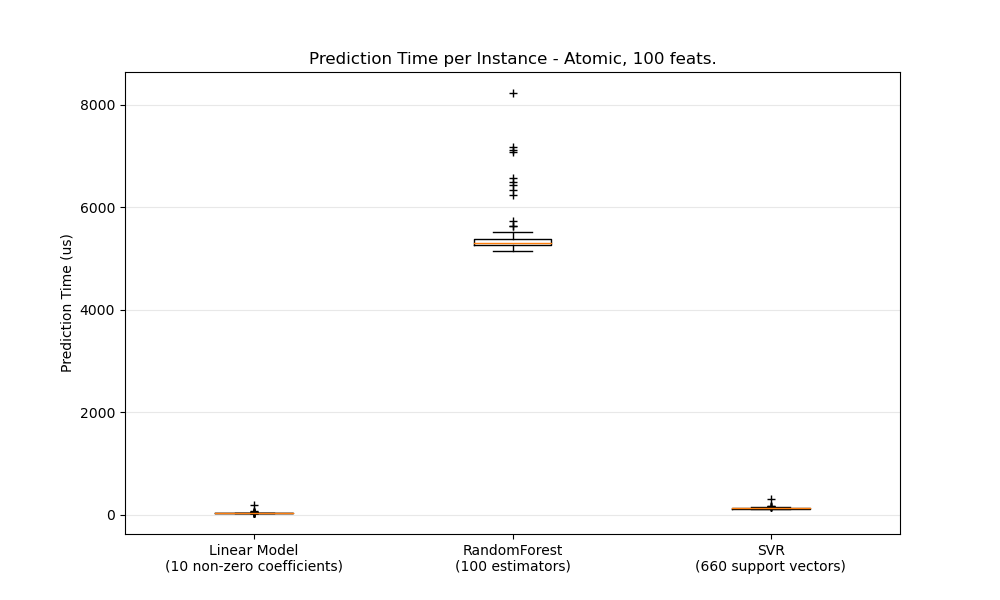 Prediction Time per Instance - Atomic, 100 feats.
Prediction Time (us)
8000
6000
4000
2000
0
Linear Model
(10 non-zero coefficients)
RandomForest
(100 estimators)
SVR
(660 support vectors)